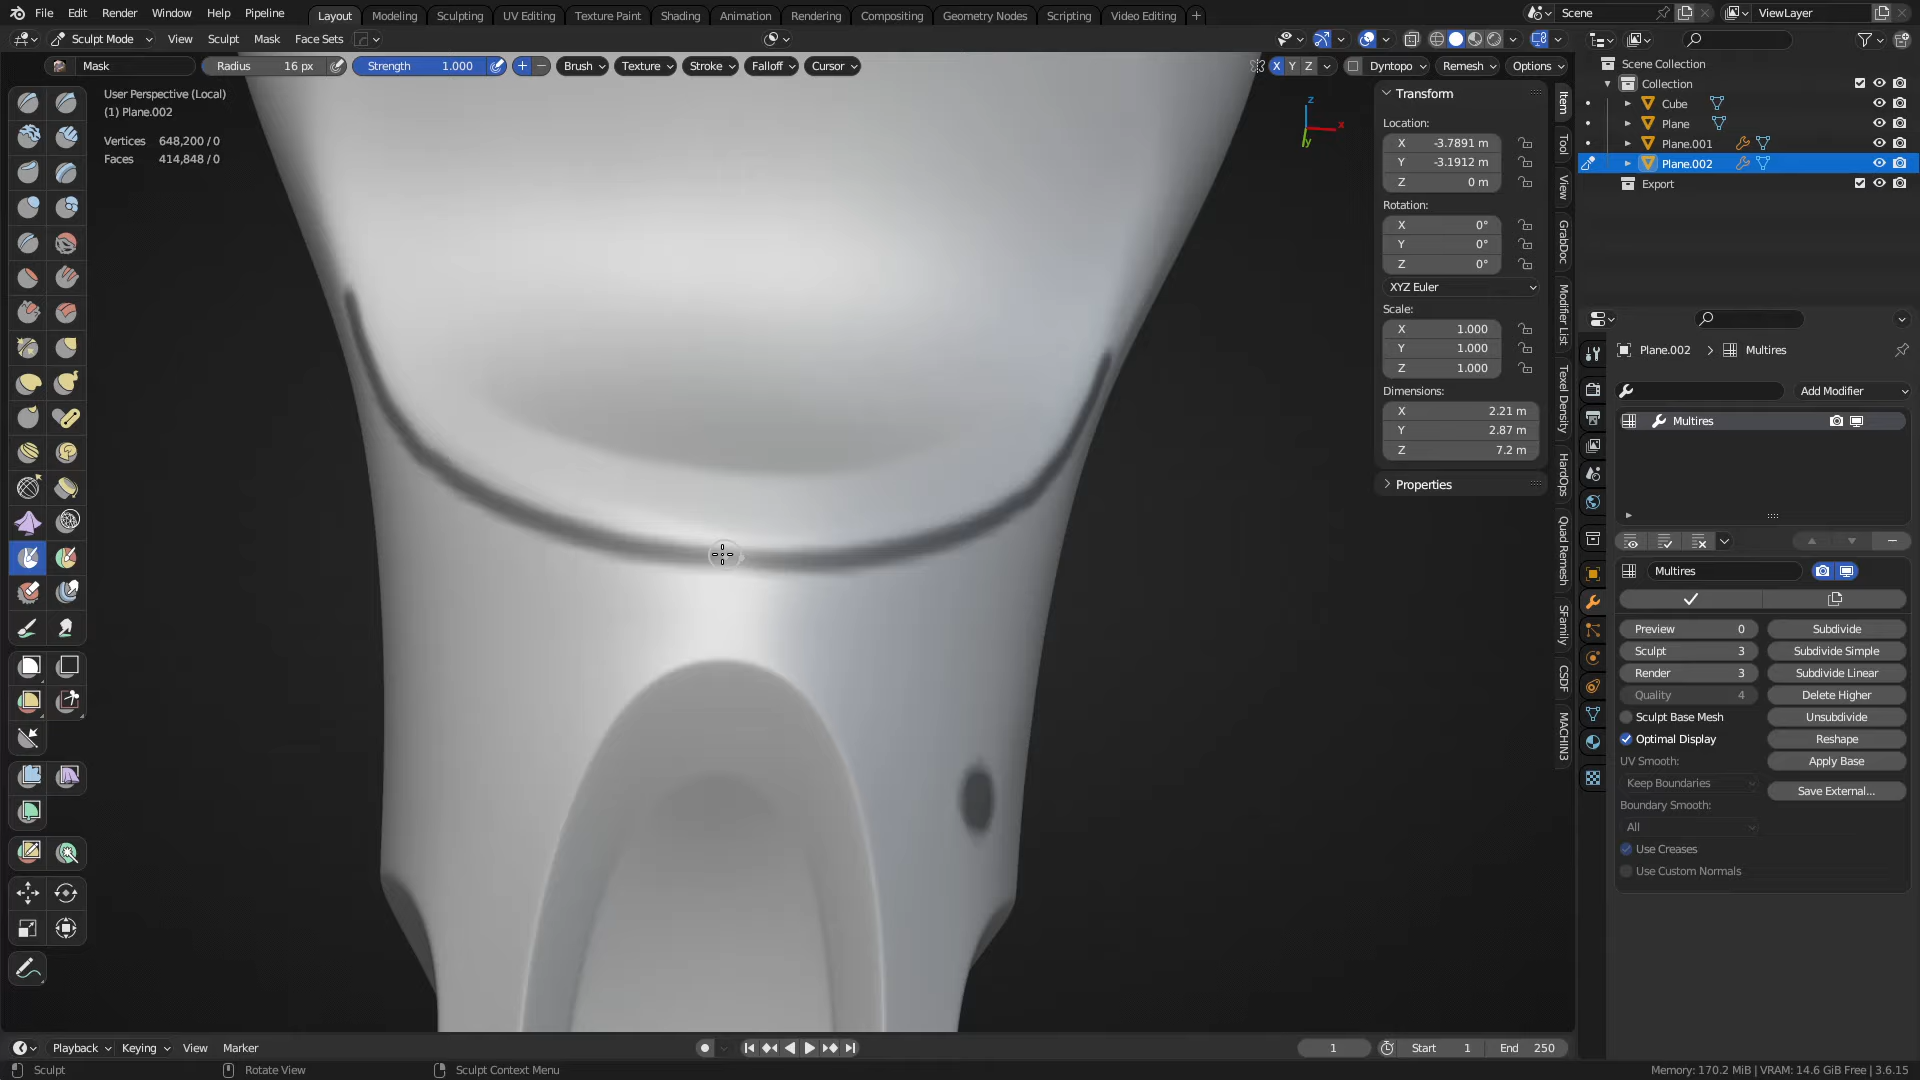 File Edit Render Window Help Pipeline Layout Modeling Sculpting UV Editing Texture Paint Shading Animation Rendering Compositing Geometry Nodes Scripting Video Editing + Scene ViewLayer
Sculpt Mode View Sculpt Mask Face Sets
Mask Radius 16 px Strength 1.000 Brush Texture Stroke Falloff Cursor X Y Z Dyntopo Remesh Options
User Perspective (Local)
(1) Plane.002
Vertices 648,200 / 0
Faces 414,848 / 0
z
x
y
Transform
Location:
X -3.7891 m
Y -3.1912 m
Z 0 m
Rotation:
X 0°
Y 0°
Z 0°
XYZ Euler
Scale:
X 1.000
Y 1.000
Z 1.000
Dimensions:
X 2.21 m
Y 2.87 m
Z 7.2 m
Properties
Item
Tool
View
GrabDoc
Modifier List
Texel Density
HardOps
Quad Remesh
SFamily
CSDF
MACHIN3
Scene Collection
Collection
Cube
Plane
Plane.001
Plane.002
Export
Plane.002 Multires
Add Modifier
Multires
Multires
Preview 0 Subdivide
Sculpt 3 Subdivide Simple
Render 3 Subdivide Linear
Quality 4 Delete Higher
Sculpt Base Mesh Unsubdivide
Optimal Display Reshape
UV Smooth: Apply Base
Keep Boundaries Save External...
Boundary Smooth:
All
Use Creases
Use Custom Normals
Playback Keying View Marker 1 Start 1 End 250
Sculpt Rotate View Sculpt Context Menu Memory: 170.2 MiB | VRAM: 14.6 GiB Free | 3.6.15